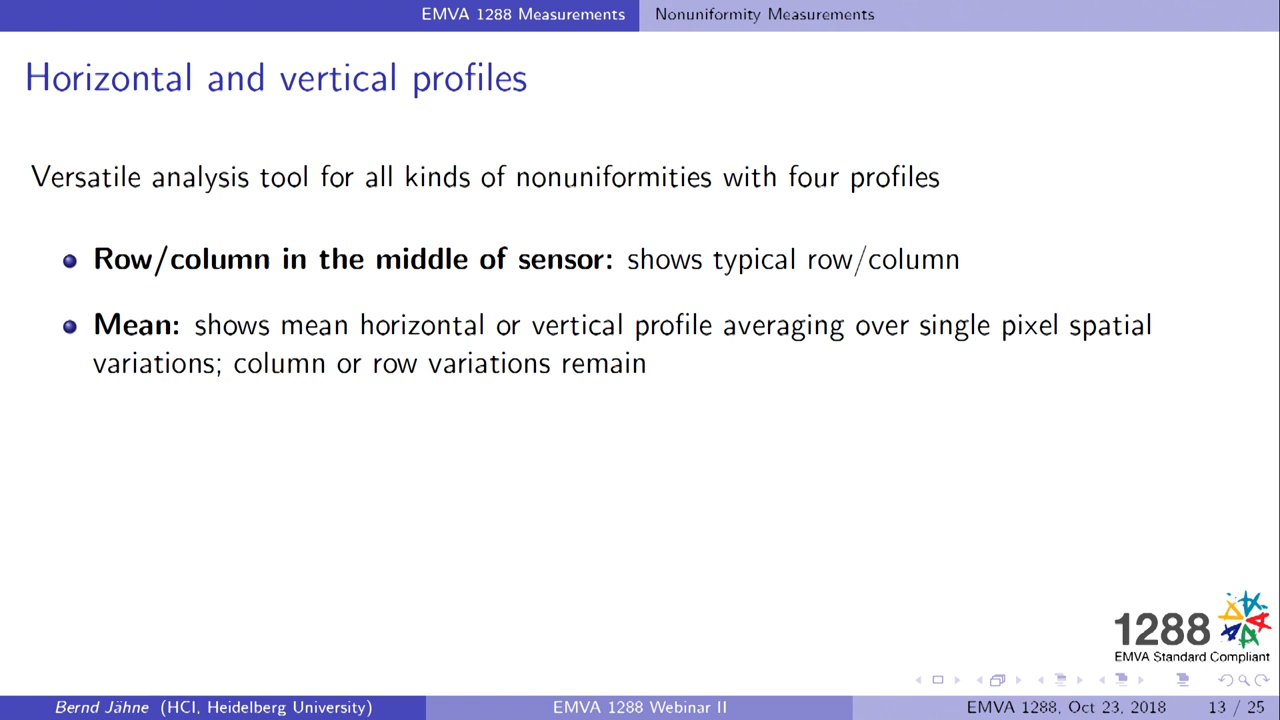 EMVA 1288 Measurements Nonuniformity Measurements
Horizontal and vertical profiles
Versatile analysis tool for all kinds of nonuniformities with four profiles
Row/column in the middle of sensor: shows typical row/column
Mean: shows mean horizontal or vertical profile averaging over single pixel spatial
variations; column or row variations remain
1288
EMVA Standard Compliant
Bernd Jähne (HCI, Heidelberg University) EMVA 1288 Webinar II EMVA 1288, Oct 23, 2018 13 / 25